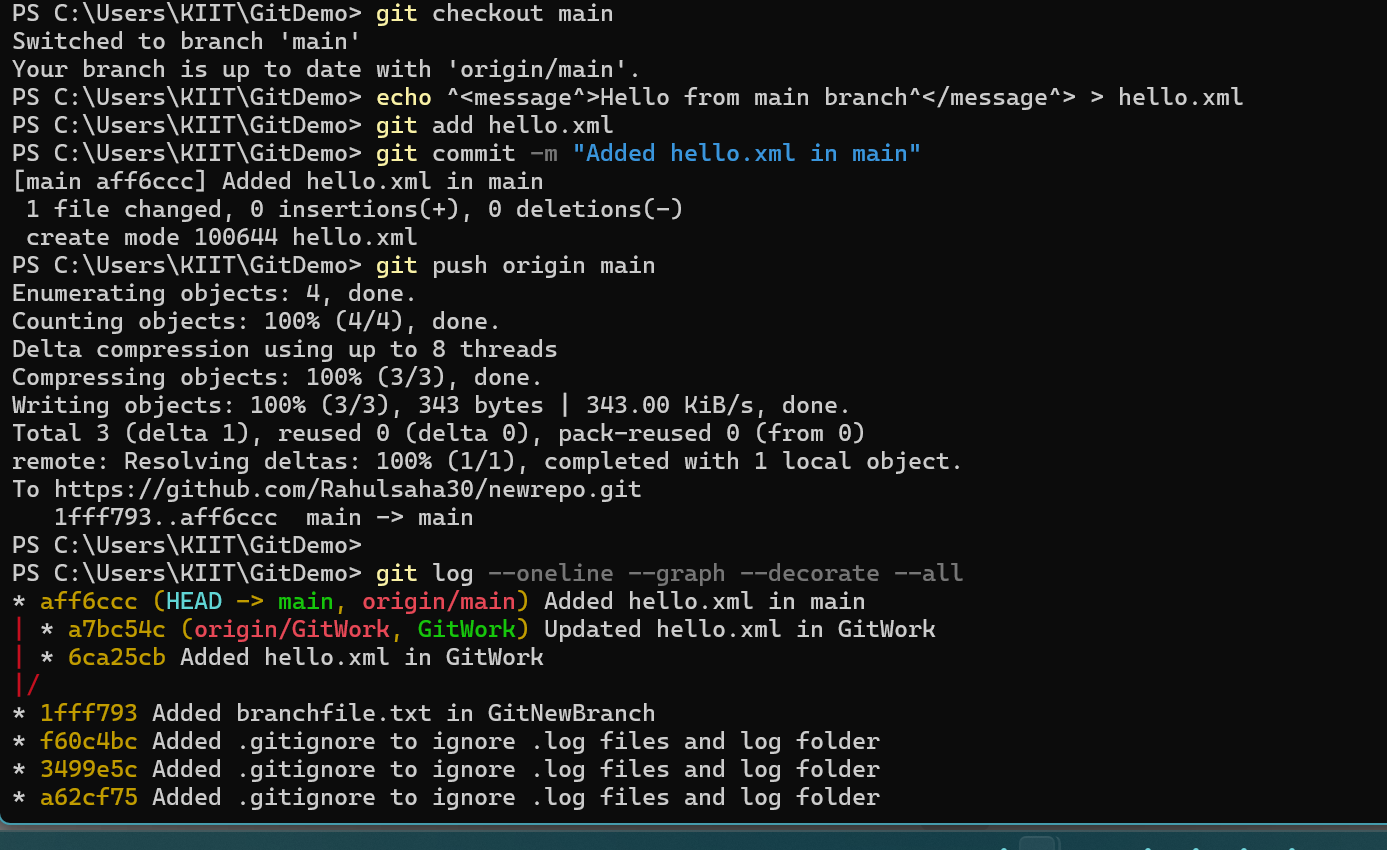 PS C:\Users\KIIT\GitDemo> git checkout main
Switched to branch 'main'
Your branch is up to date with 'origin/main'.
PS C:\Users\KIIT\GitDemo> echo ^<message^>Hello from main branch^</message^> > hello.xml
PS C:\Users\KIIT\GitDemo> git add hello.xml
PS C:\Users\KIIT\GitDemo> git commit -m "Added hello.xml in main"
[main aff6ccc] Added hello.xml in main
 1 file changed, 0 insertions(+), 0 deletions(-)
 create mode 100644 hello.xml
PS C:\Users\KIIT\GitDemo> git push origin main
Enumerating objects: 4, done.
Counting objects: 100% (4/4), done.
Delta compression using up to 8 threads
Compressing objects: 100% (3/3), done.
Writing objects: 100% (3/3), 343 bytes | 343.00 KiB/s, done.
Total 3 (delta 1), reused 0 (delta 0), pack-reused 0 (from 0)
remote: Resolving deltas: 100% (1/1), completed with 1 local object.
To https://github.com/Rahulsaha30/newrepo.git
   1fff793..aff6ccc  main -> main
PS C:\Users\KIIT\GitDemo>
PS C:\Users\KIIT\GitDemo> git log --oneline --graph --decorate --all
* aff6ccc (HEAD -> main, origin/main) Added hello.xml in main
| * a7bc54c (origin/GitWork, GitWork) Updated hello.xml in GitWork
| * 6ca25cb Added hello.xml in GitWork
|/
* 1fff793 Added branchfile.txt in GitNewBranch
* f60c4bc Added .gitignore to ignore .log files and log folder
* 3499e5c Added .gitignore to ignore .log files and log folder
* a62cf75 Added .gitignore to ignore .log files and log folder